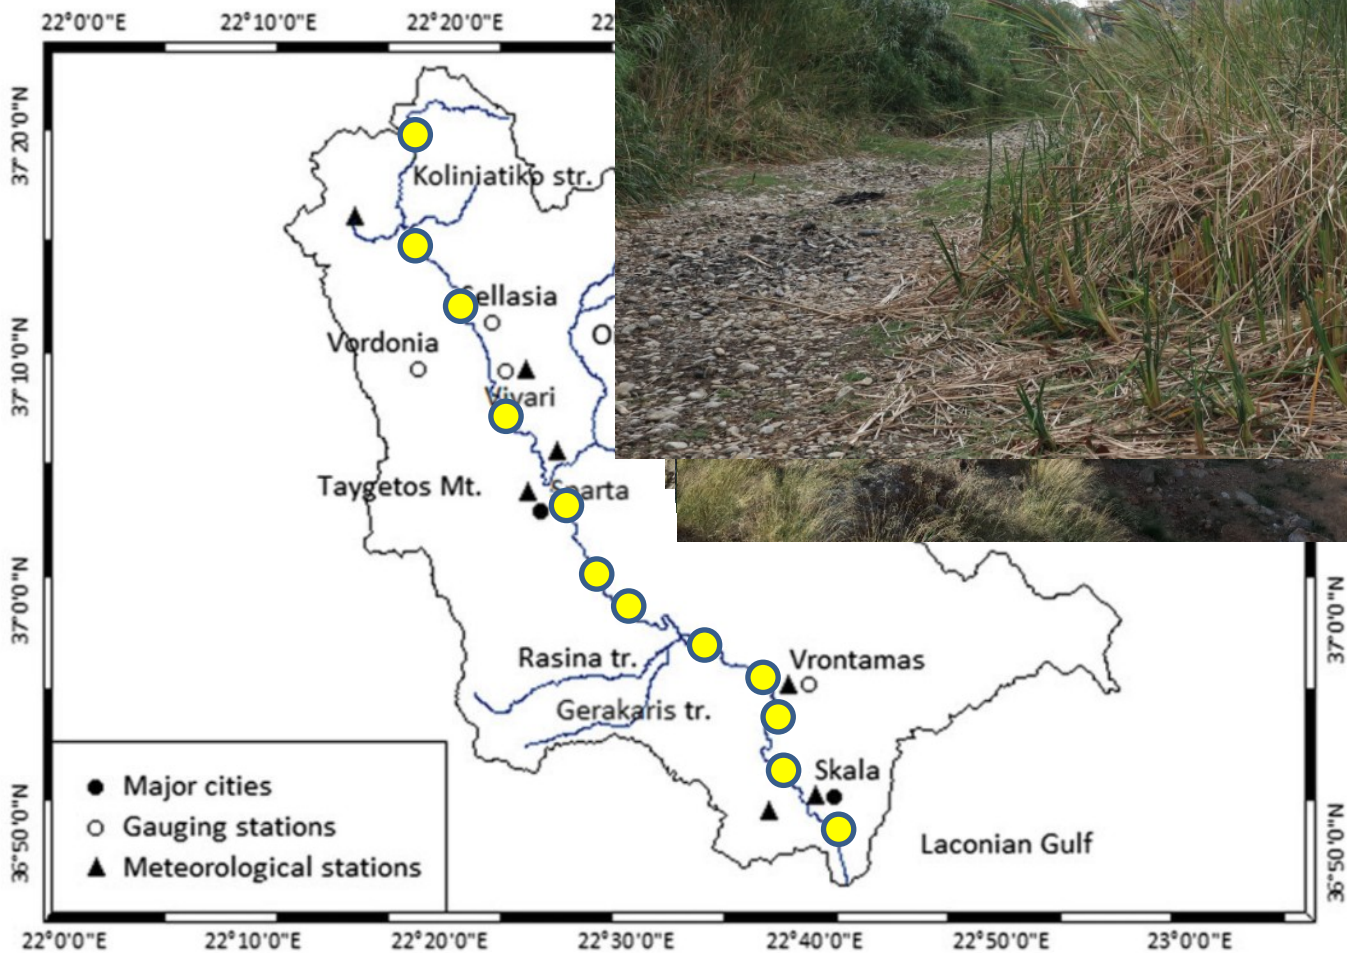 22°0'0"E 22°10'0"E 22°20'0"E 22
37°20'0"N
Koliniatiko str.
Sellasia
O
Vordonia
37°10'0"N
Vivari
Taygetos Mt.
Sparta
37°0'0"N
37°0'0"N
Rasina tr.
Vrontamas
Gerakaris tr.
Major cities
Skala
Gauging stations
36°50'0"N
36°50'0"N
Laconian Gulf
Meteorological stations
22°0'0"E 22°10'0"E 22°20'0"E 22°30'0"E 22°40'0"E 22°50'0"E 23°0'0"E